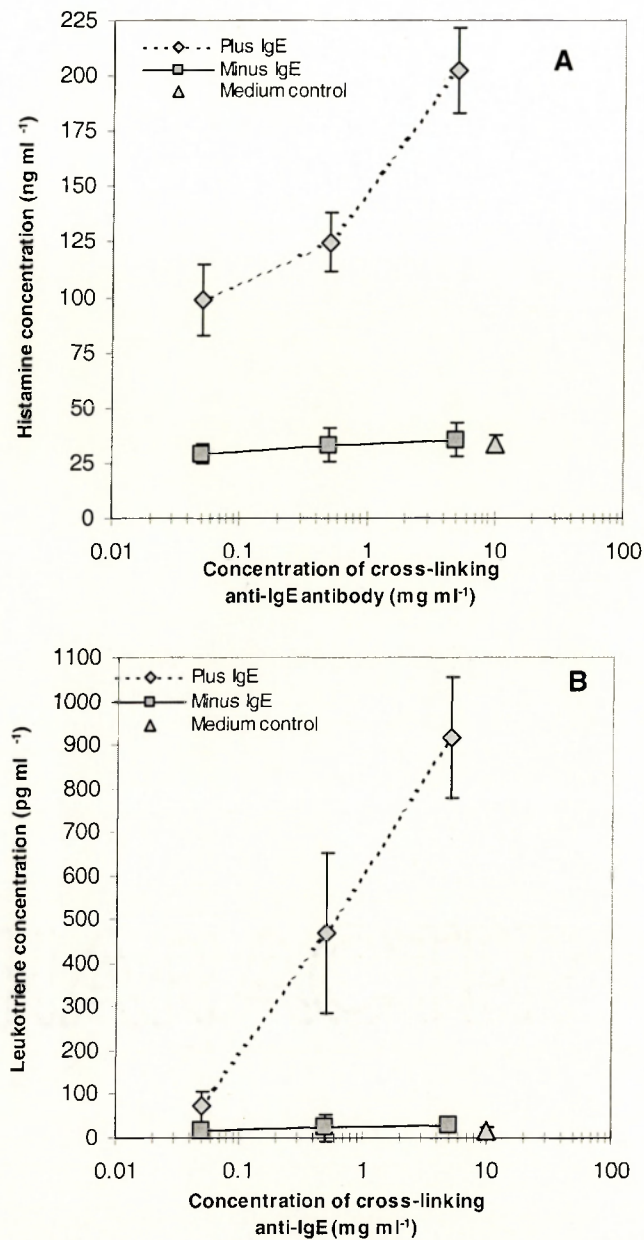 225
200
175
150
125
100
75
50
25
0
Histamine concentration (ng ml -1)
Plus IgE
Minus IgE
Medium control
A
0.01 0.1 1 10 100
Concentration of cross-linking
anti-IgE antibody (mg ml-1)
1100
1000
900
800
700
600
500
400
300
200
100
0
Leukotriene concentration (pg ml -1)
Plus IgE
Minus IgE
Medium control
B
0.01 0.1 1 10 100
Concentration of cross-linking
anti-IgE (mg ml-1)